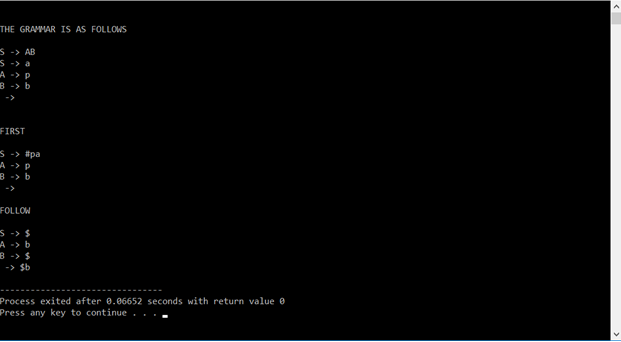 THE GRAMMAR IS AS FOLLOWS
S -> AB
S -> a
A -> p
B -> b
->
FIRST
S -> #pa
A -> p
B -> b
->
FOLLOW
S -> $
A -> b
B -> $
-> $b
--------------------------------
Process exited after 0.06652 seconds with return value 0
Press any key to continue . . .